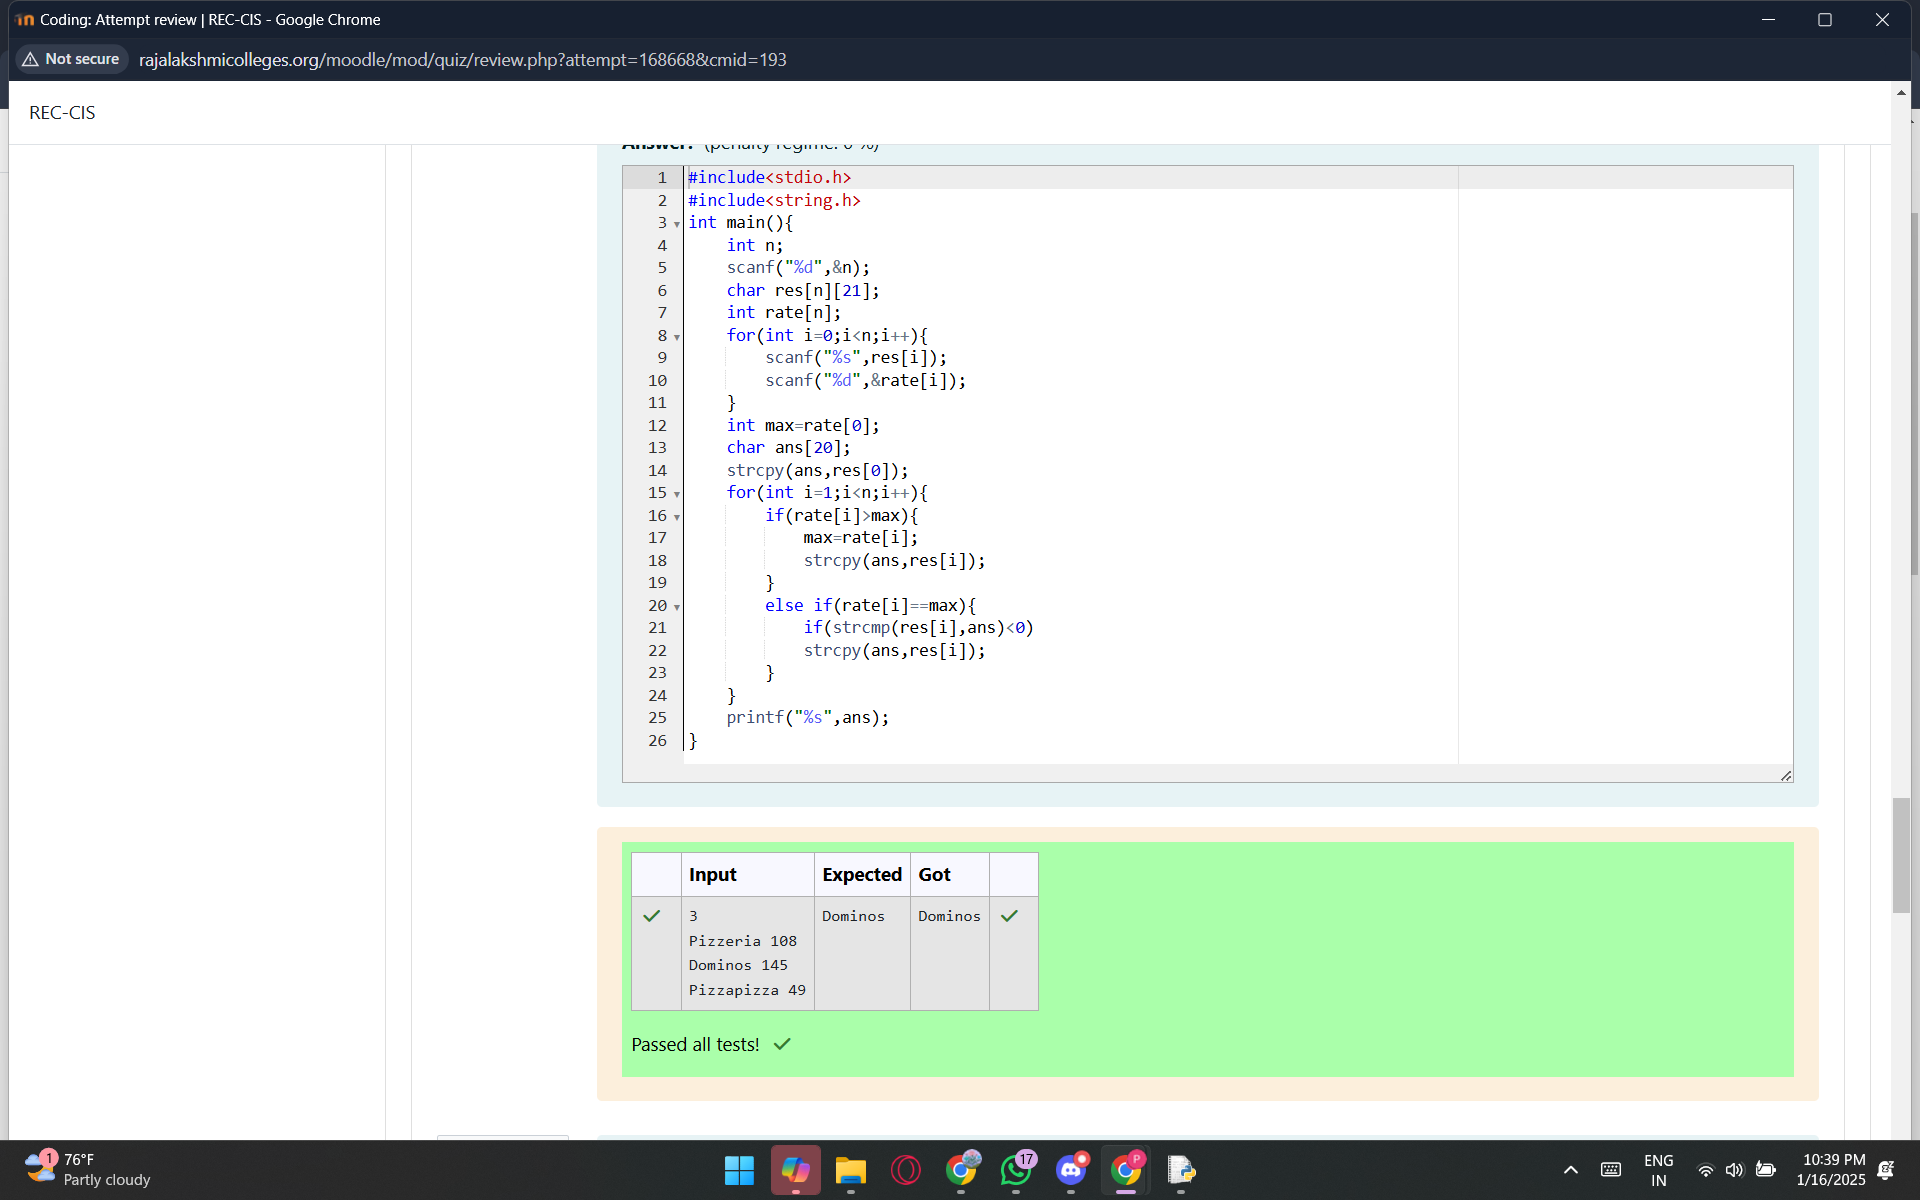 Coding: Attempt review | REC-CIS - Google Chrome
Not secure rajalakshmicolleges.org/moodle/mod/quiz/review.php?attempt=168668&cmid=193
REC-CIS
Answer: (penalty regime: 0 %)
1 #include<stdio.h>
2 #include<string.h>
3 int main(){
4     int n;
5     scanf("%d",&n);
6     char res[n][21];
7     int rate[n];
8     for(int i=0;i<n;i++){
9         scanf("%s",res[i]);
10         scanf("%d",&rate[i]);
11     }
12     int max=rate[0];
13     char ans[20];
14     strcpy(ans,res[0]);
15     for(int i=1;i<n;i++){
16         if(rate[i]>max){
17             max=rate[i];
18             strcpy(ans,res[i]);
19         }
20         else if(rate[i]==max){
21             if(strcmp(res[i],ans)<0)
22             strcpy(ans,res[i]);
23         }
24     }
25     printf("%s",ans);
26 }
Input Expected Got
3 Dominos Dominos
Pizzeria 108
Dominos 145
Pizzapizza 49
Passed all tests!
1 76°F
Partly cloudy
17
P
ENG
IN
10:39 PM
1/16/2025